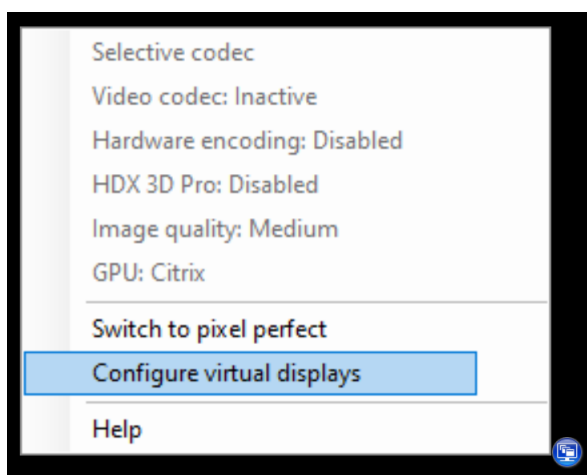 Selective codec
Video codec: Inactive
Hardware encoding: Disabled
HDX 3D Pro: Disabled
Image quality: Medium
GPU: Citrix
Switch to pixel perfect
Configure virtual displays
Help